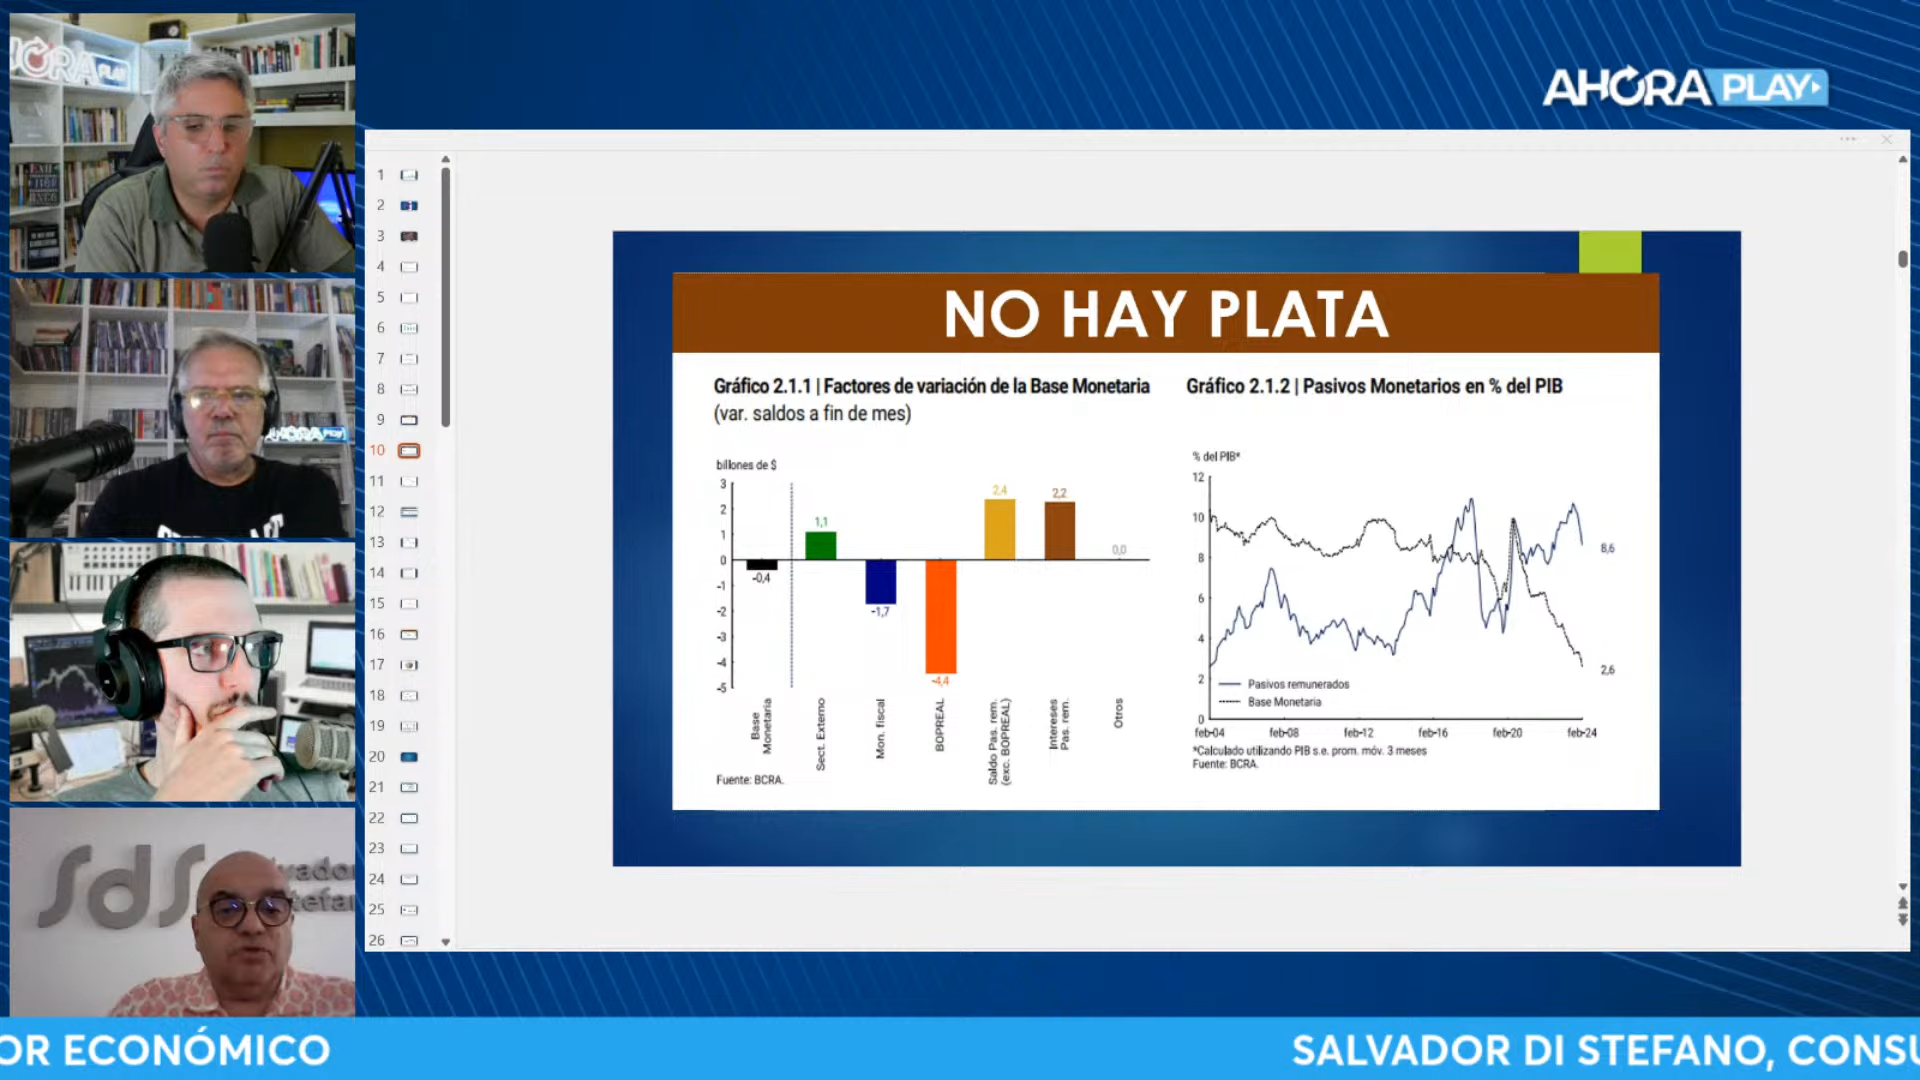 AHORA PLAY
AHORA PLAY
AHORA PLAY
SdS
1
2
3
4
5
6
7
8
9
10
11
12
13
14
15
16
17
18
19
20
21
22
23
24
25
26
NO HAY PLATA
Gráfico 2.1.1 | Factores de variación de la Base Monetaria
(var. saldos a fin de mes)
billones de $
3
2
1
0
-1
-2
-3
-4
-5
-0,4
1,1
-1,7
-4,4
2,4
2,2
0,0
Base Monetaria
Sect. Externo
Mon. fiscal
BOPREAL
Saldo Pas. rem. (exc. BOPREAL)
Intereses Pas. rem.
Otros
Fuente: BCRA.
Gráfico 2.1.2 | Pasivos Monetarios en % del PIB
% del PIB*
12
10
8
6
4
2
0
8,6
2,6
Pasivos remunerados
Base Monetaria
feb-04
feb-08
feb-12
feb-16
feb-20
feb-24
*Calculado utilizando PIB s.e. prom. móv. 3 meses
Fuente: BCRA.
OR ECONÓMICO
SALVADOR DI STEFANO, CONSU